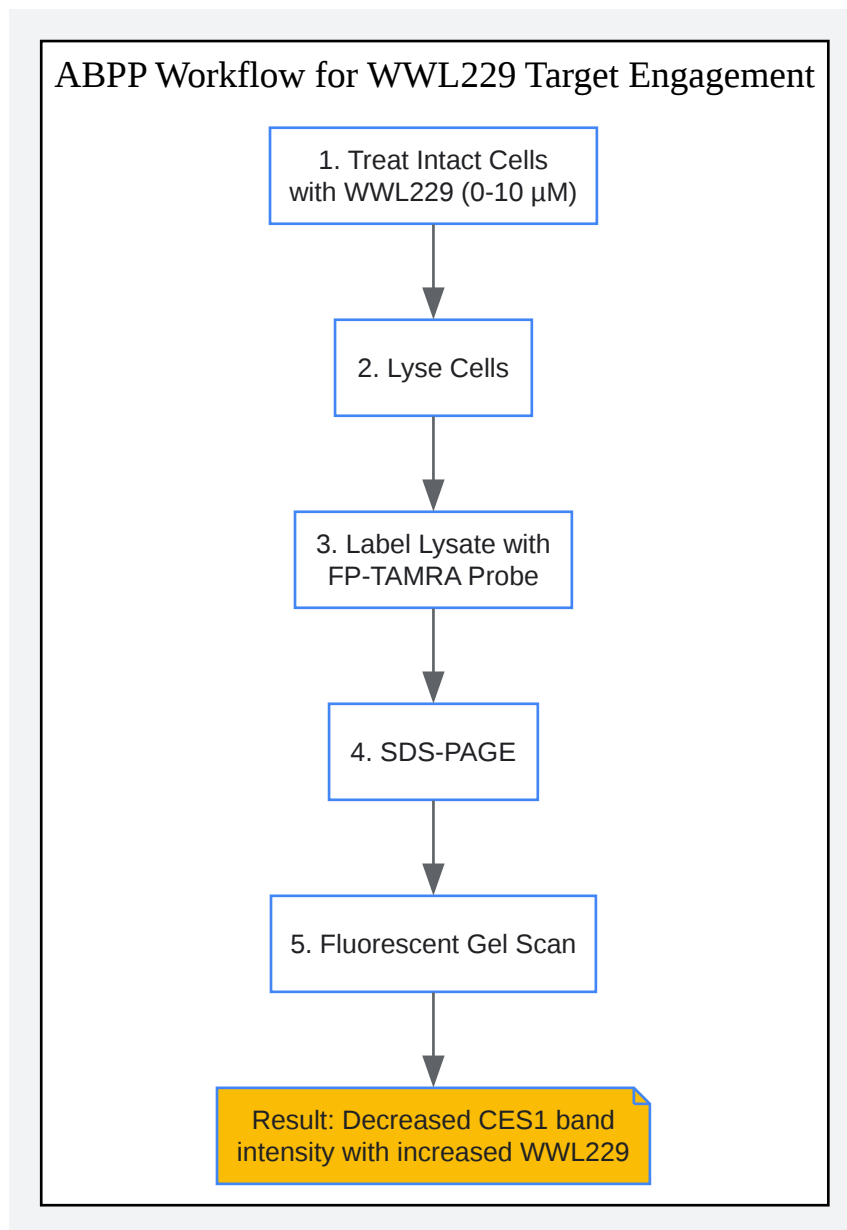 ABPP Workflow for WWL229 Target Engagement
1. Treat Intact Cells
with WWL229 (0-10 µM)
2. Lyse Cells
3. Label Lysate with
FP-TAMRA Probe
4. SDS-PAGE
5. Fluorescent Gel Scan
Result: Decreased CES1 band
intensity with increased WWL229